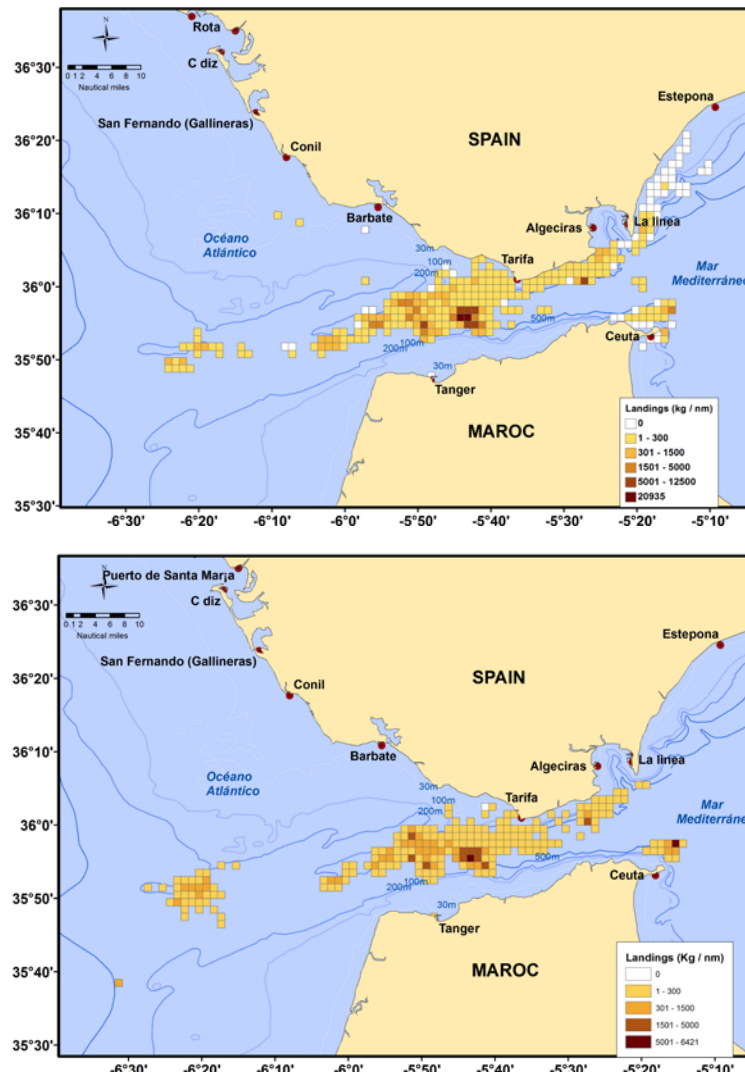 Rota
C diz
0 1 2 4 6 8 10
Nautical miles
36°30'
San Fernando (Gallineras)
Estepona
36°20'
Conil
SPAIN
36°10'
Barbate
Algeciras
La linea
Océano
Atlántico
30m
100m
200m
Tarifa
Mar
Mediterráneo
36°0'
500m
Ceuta
35°50'
200m
100m
30m
Tanger
MAROC
35°40'
35°30'
Landings (kg / nm)
0
1 - 300
301 - 1500
1501 - 5000
5001 - 12500
20935
-6°30' -6°20' -6°10' -6°0' -5°50' -5°40' -5°30' -5°20' -5°10'
Puerto de Santa Mar¡a
C diz
0 1 2 4 6 8 10
Nautical miles
36°30'
San Fernando (Gallineras)
Estepona
36°20'
Conil
SPAIN
36°10'
Barbate
Algeciras
La linea
Océano
Atlántico
30m
100m
200m
Tarifa
Mar
Mediterráneo
36°0'
500m
Ceuta
35°50'
200m
100m
30m
Tanger
MAROC
35°40'
35°30'
Landings (Kg / nm)
0
1 - 300
301 - 1500
1501 - 5000
5001 - 6421
-6°30' -6°20' -6°10' -6°0' -5°50' -5°40' -5°30' -5°20' -5°10'